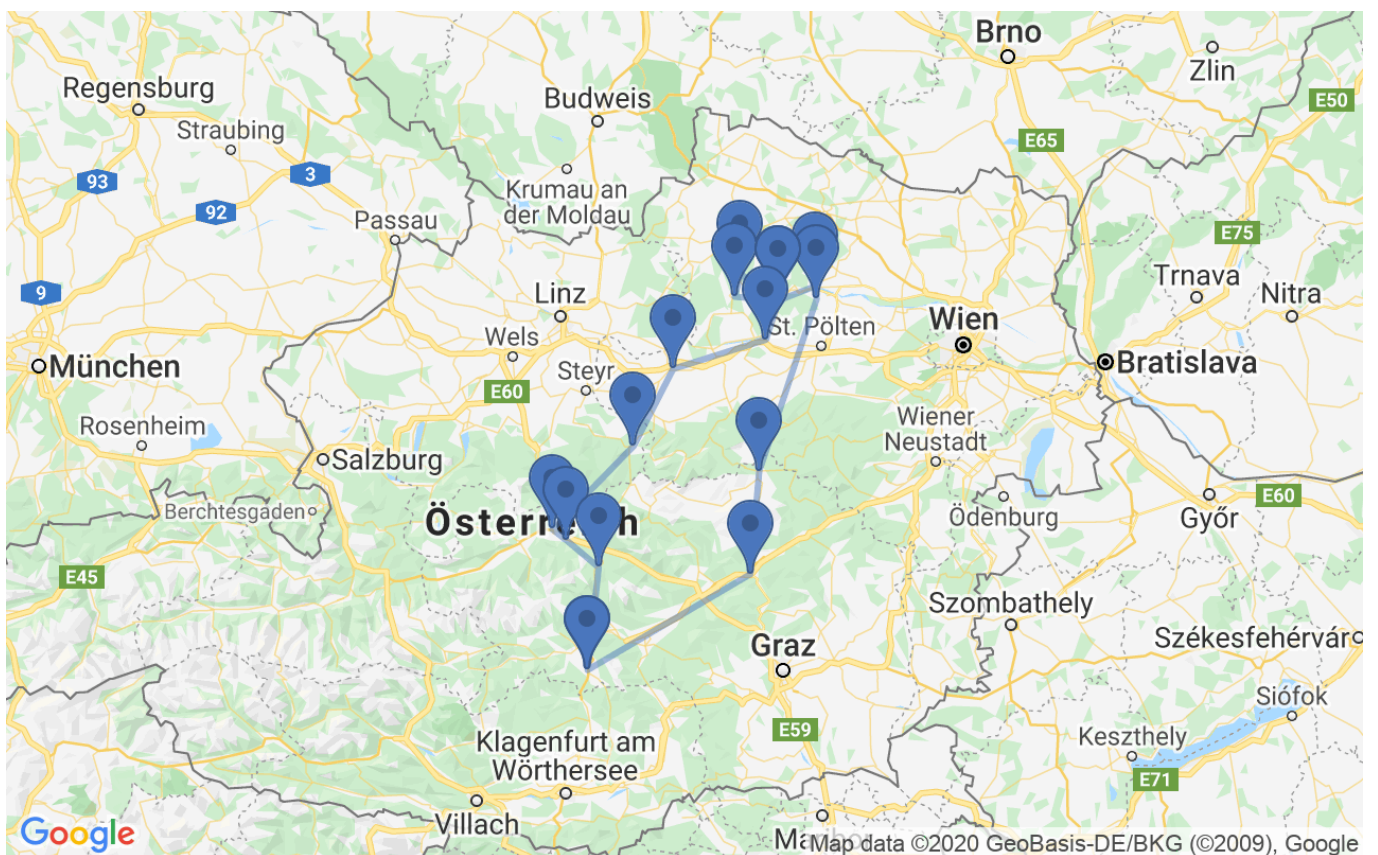 Brno
Regensburg
Zlin
Budweis
E50
Straubing
E65
3
93
Krumau an
der Moldau
92
Passau
E75
Trnava
9
Linz
Nitra
Wien
St. Pölten
Wels
München
Bratislava
Steyr
E60
Wiener
Neustadt
Rosenheim
Salzburg
E60
Berchtesgaden
Ödenburg
Győr
E45
Szombathely
Graz
Székesfehérvár
Siófok
E59
Klagenfurt am
Wörthersee
Keszthely
E71
Villach
Google
Map data ©2020 GeoBasis-DE/BKG (©2009), Google